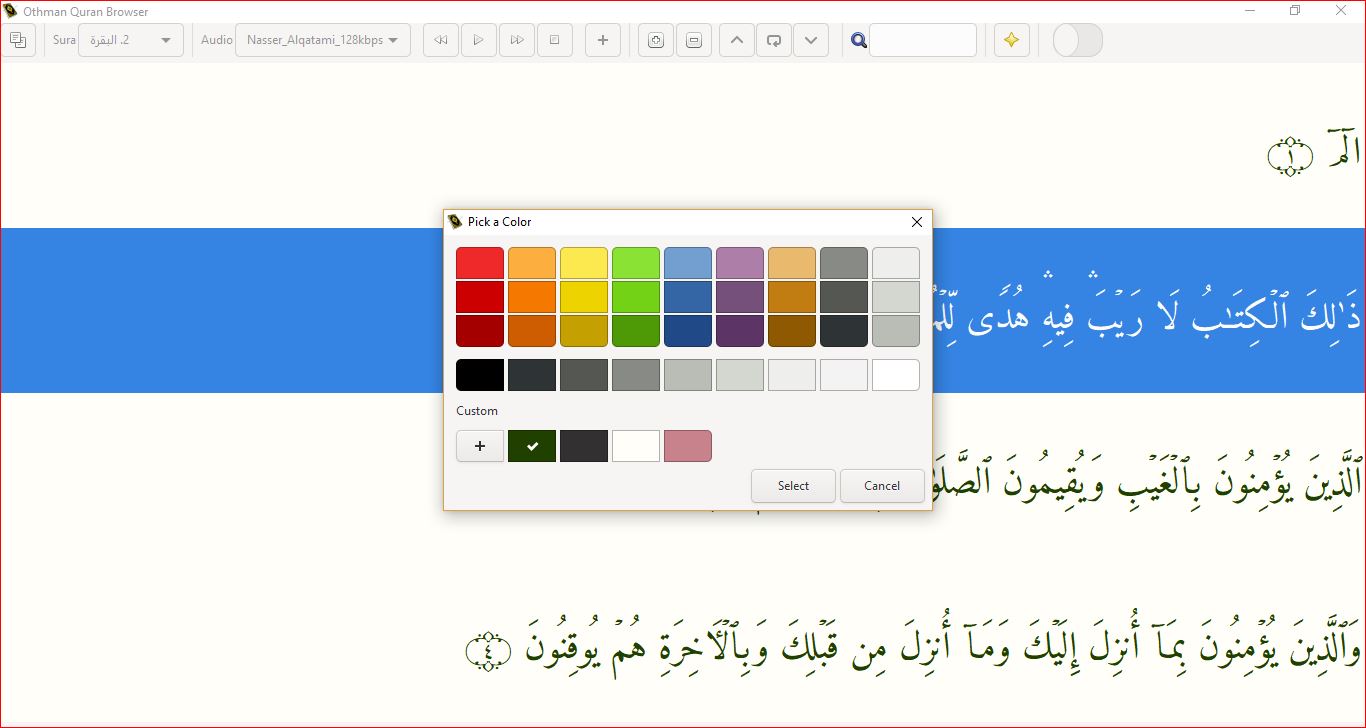 Othman Quran Browser
Sura 2. البقرة Audio Nasser_Alqatami_128kbps
الٓمٓ ١
Pick a Color
ذَٰلِكَ ٱلْكِتَـٰبُ لَا رَيْبَ ۛ فِيهِ ۛ هُدًى
ٱلَّذِينَ يُؤْمِنُونَ بِٱلْغَيْبِ وَيُقِيمُونَ
Custom
Select Cancel
وَٱلَّذِينَ يُؤْمِنُونَ بِمَآ أُنزِلَ إِلَيْكَ وَمَآ أُنزِلَ مِن قَبْلِكَ وَبِٱلْـَٔاخِرَةِ هُمْ يُوقِنُونَ ٤